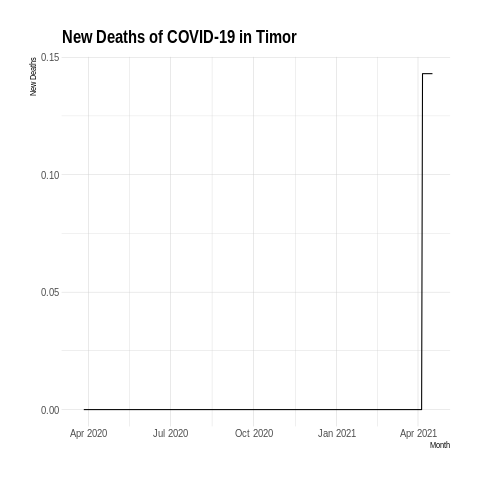 New Deaths of COVID-19 in Timor
New Deaths
0.15
0.10
0.05
0.00
Apr 2020 Jul 2020 Oct 2020 Jan 2021 Apr 2021
Month